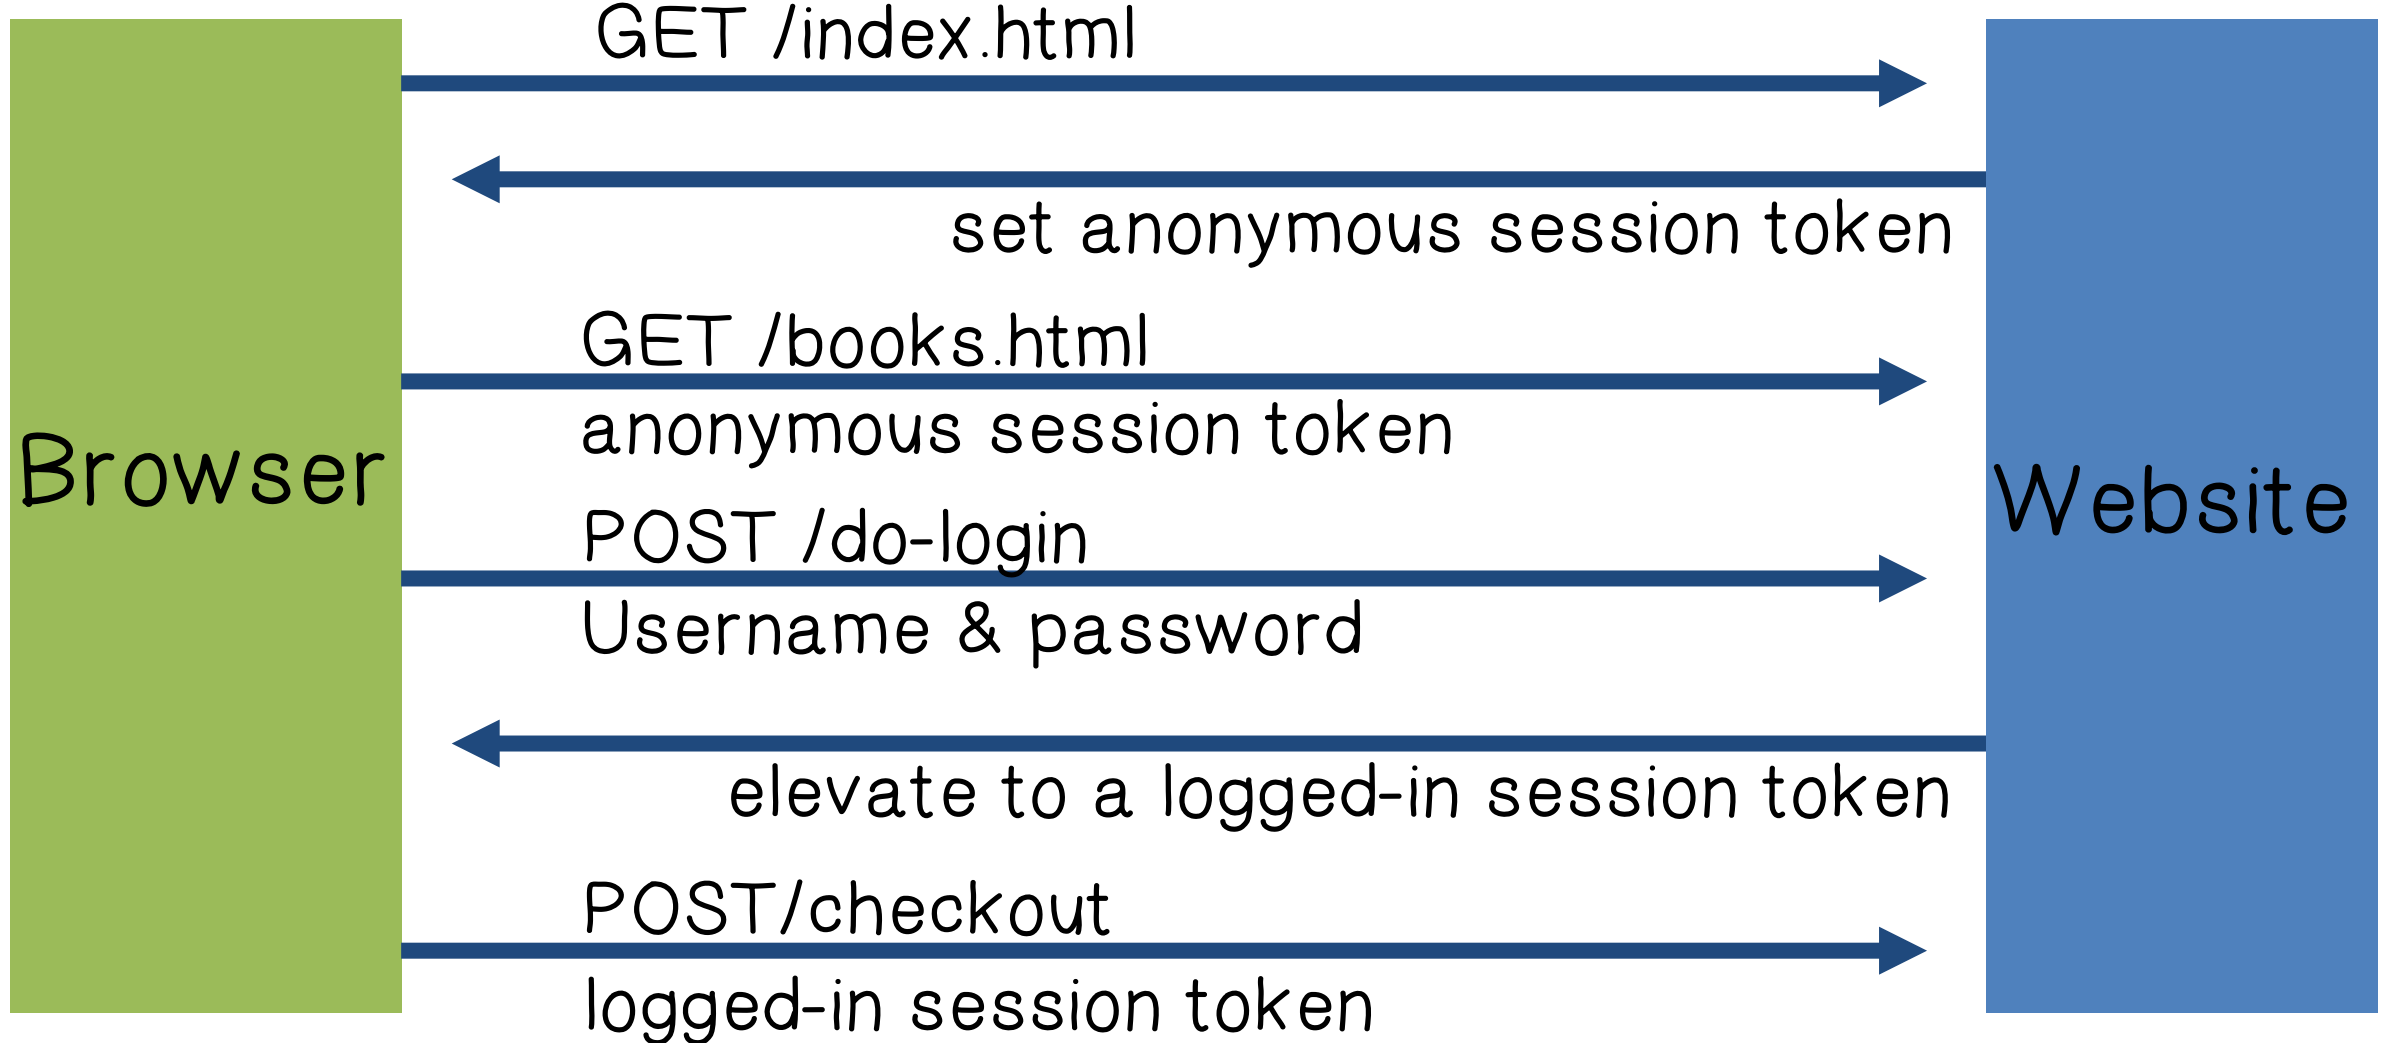 GET /index.html
set anonymous session token
GET /books.html
anonymous session token
Browser
Website
POST /do-login
Username & password
elevate to a logged-in session token
POST/checkout
logged-in session token